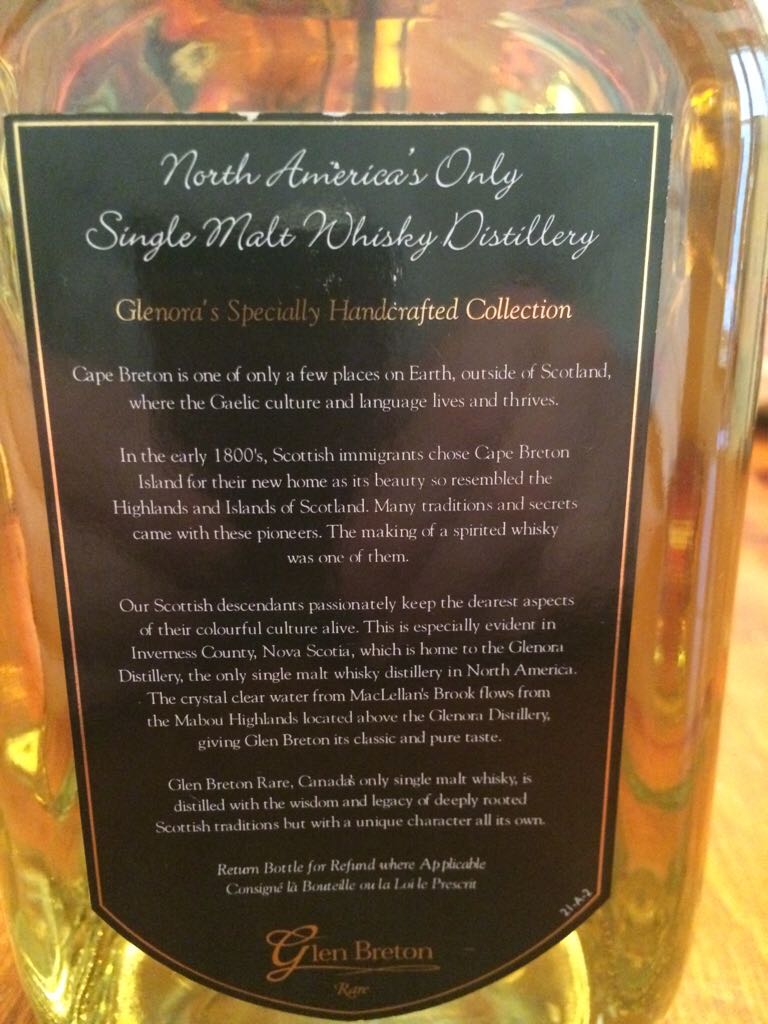 North America's Only
Single Malt Whisky Distillery
Glenora's Specially Handcrafted Collection
Cape Breton is one of only a few places on Earth, outside of Scotland,
where the Gaelic culture and language lives and thrives.
In the early 1800's, Scottish immigrants chose Cape Breton
Island for their new home as its beauty so resembled the
Highlands and Islands of Scotland. Many traditions and secrets
came with these pioneers. The making of a spirited whisky
was one of them.
Our Scottish descendants passionately keep the dearest aspects
of their colourful culture alive. This is especially evident in
Inverness County, Nova Scotia, which is home to the Glenora
Distillery, the only single malt whisky distillery in North America.
The crystal clear water from MacLellan's Brook flows from
the Mabou Highlands located above the Glenora Distillery,
giving Glen Breton its classic and pure taste.
Glen Breton Rare, Canada's only single malt whisky, is
distilled with the wisdom and legacy of deeply rooted
Scottish traditions but with a unique character all its own.
Return Bottle for Refund where Applicable
Consigné là Bouteille ou la Loi le Prescrit
21-A-2
Glen Breton
Rare